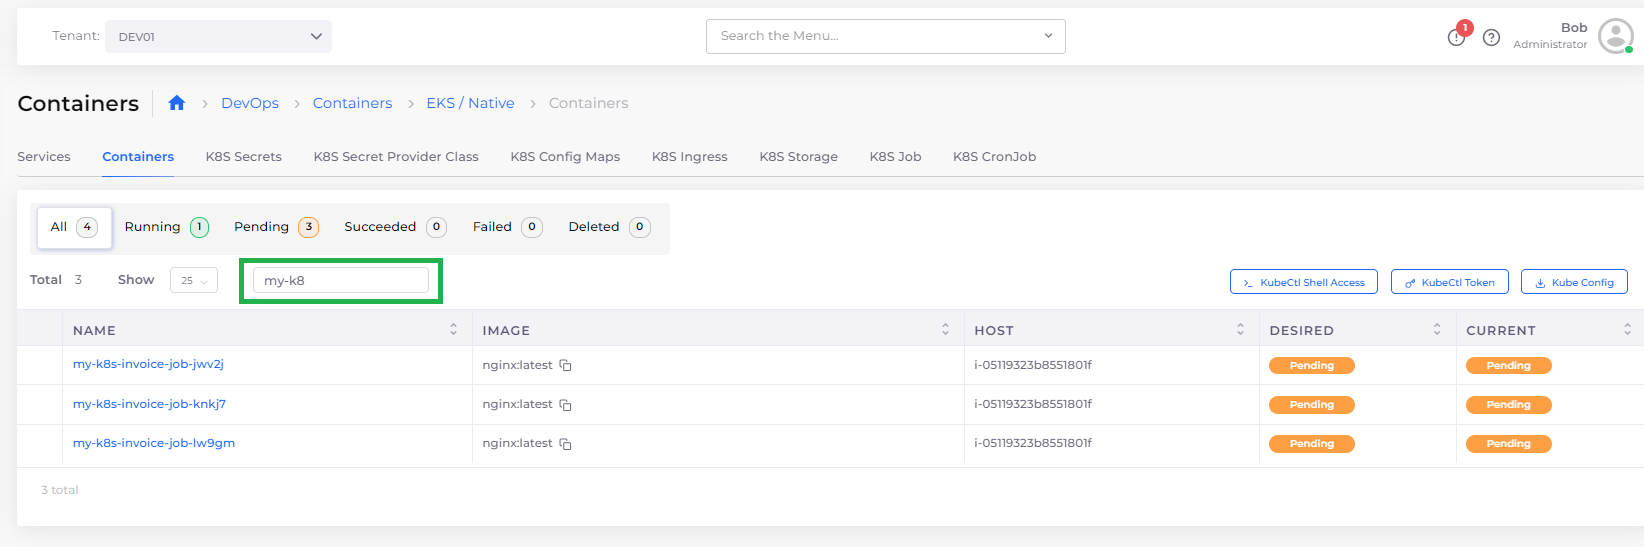 Tenant: DEV01 Search the Menu... 1 Bob
Administrator
Containers DevOps Containers EKS / Native Containers
Services Containers K8S Secrets K8S Secret Provider Class K8S Config Maps K8S Ingress K8S Storage K8S Job K8S CronJob
All 4 Running 1 Pending 3 Succeeded 0 Failed 0 Deleted 0
Total 3 Show 25 my-k8 KubeCtl Shell Access KubeCtl Token Kube Config
NAME IMAGE HOST DESIRED CURRENT
my-k8s-invoice-job-jwv2j nginx:latest i-05119323b8551801f Pending Pending
my-k8s-invoice-job-knkj7 nginx:latest i-05119323b8551801f Pending Pending
my-k8s-invoice-job-lw9gm nginx:latest i-05119323b8551801f Pending Pending
3 total